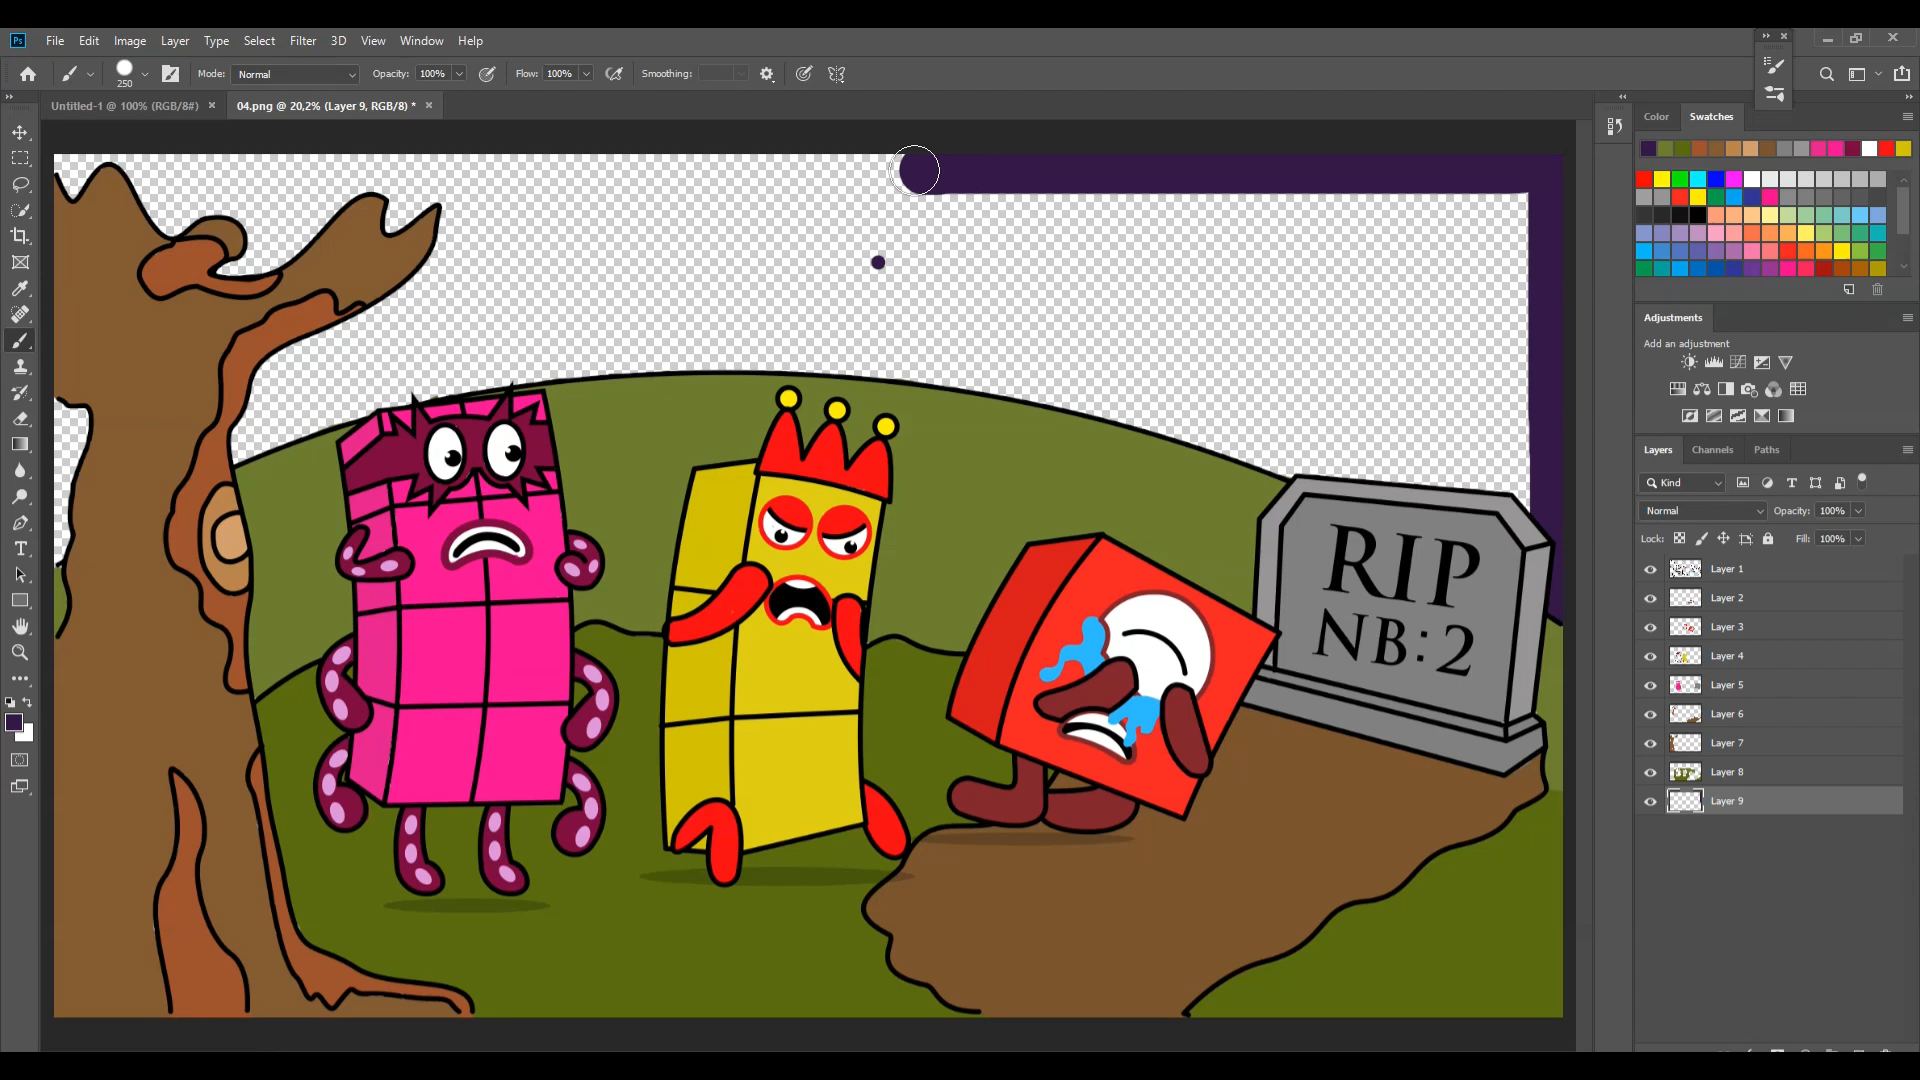 Ps File Edit Image Layer Type Select Filter 3D View Window Help
250 Mode: Normal Opacity: 100% Flow: 100% Smoothing:
Untitled-1 @ 100% (RGB/8#) × 04.png @ 20,2% (Layer 9, RGB/8) * ×
Color Swatches
Adjustments
Add an adjustment
Layers Channels Paths
Kind
Normal Opacity: 100%
Lock: Fill: 100%
Layer 1
Layer 2
Layer 3
Layer 4
Layer 5
Layer 6
Layer 7
Layer 8
Layer 9
RIP
NB:2